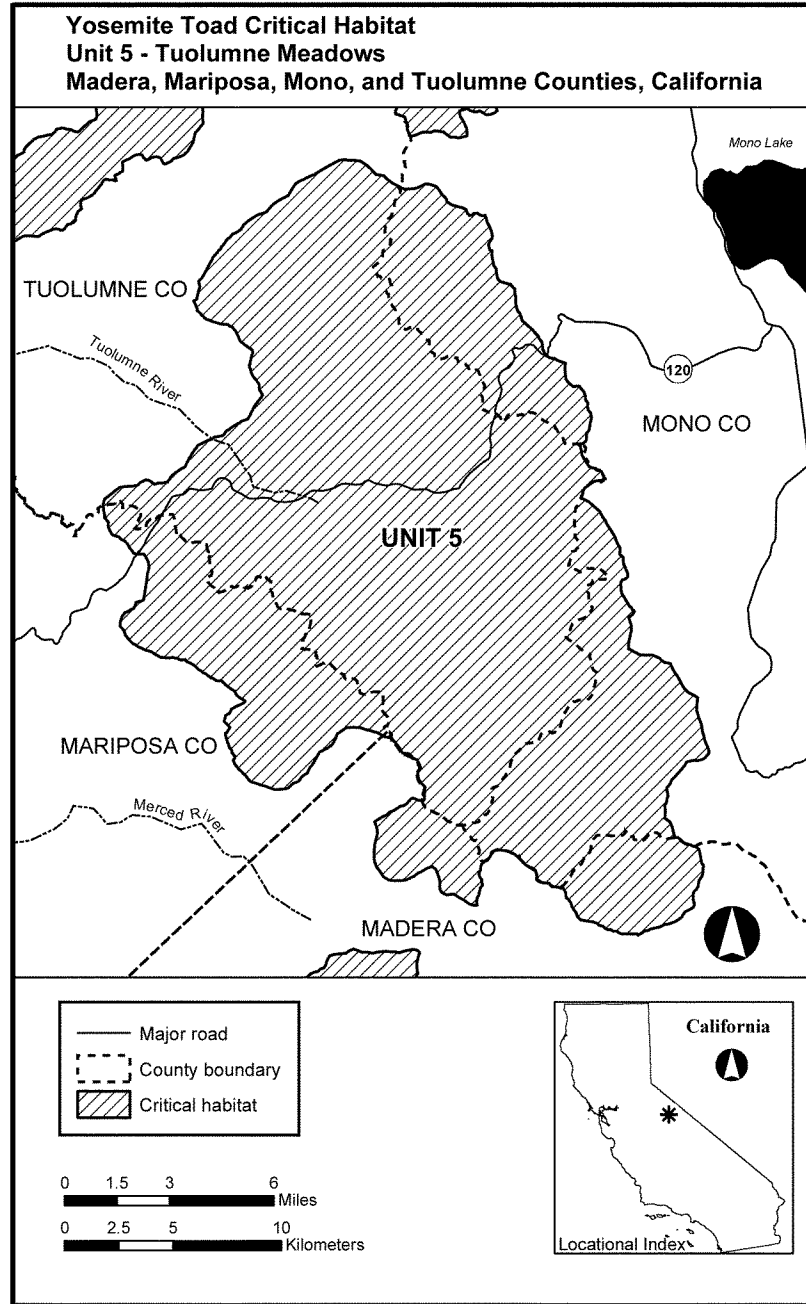 Yosemite Toad Critical Habitat
Unit 5 - Tuolumne Meadows
Madera, Mariposa, Mono, and Tuolumne Counties, California
Mono Lake
TUOLUMNE CO
Tuolumne River
120
MONO CO
UNIT 5
MARIPOSA CO
Merced River
MADERA CO
Major road
County boundary
Critical habitat
0 1.5 3 6
Miles
0 2.5 5 10
Kilometers
California
Locational Index